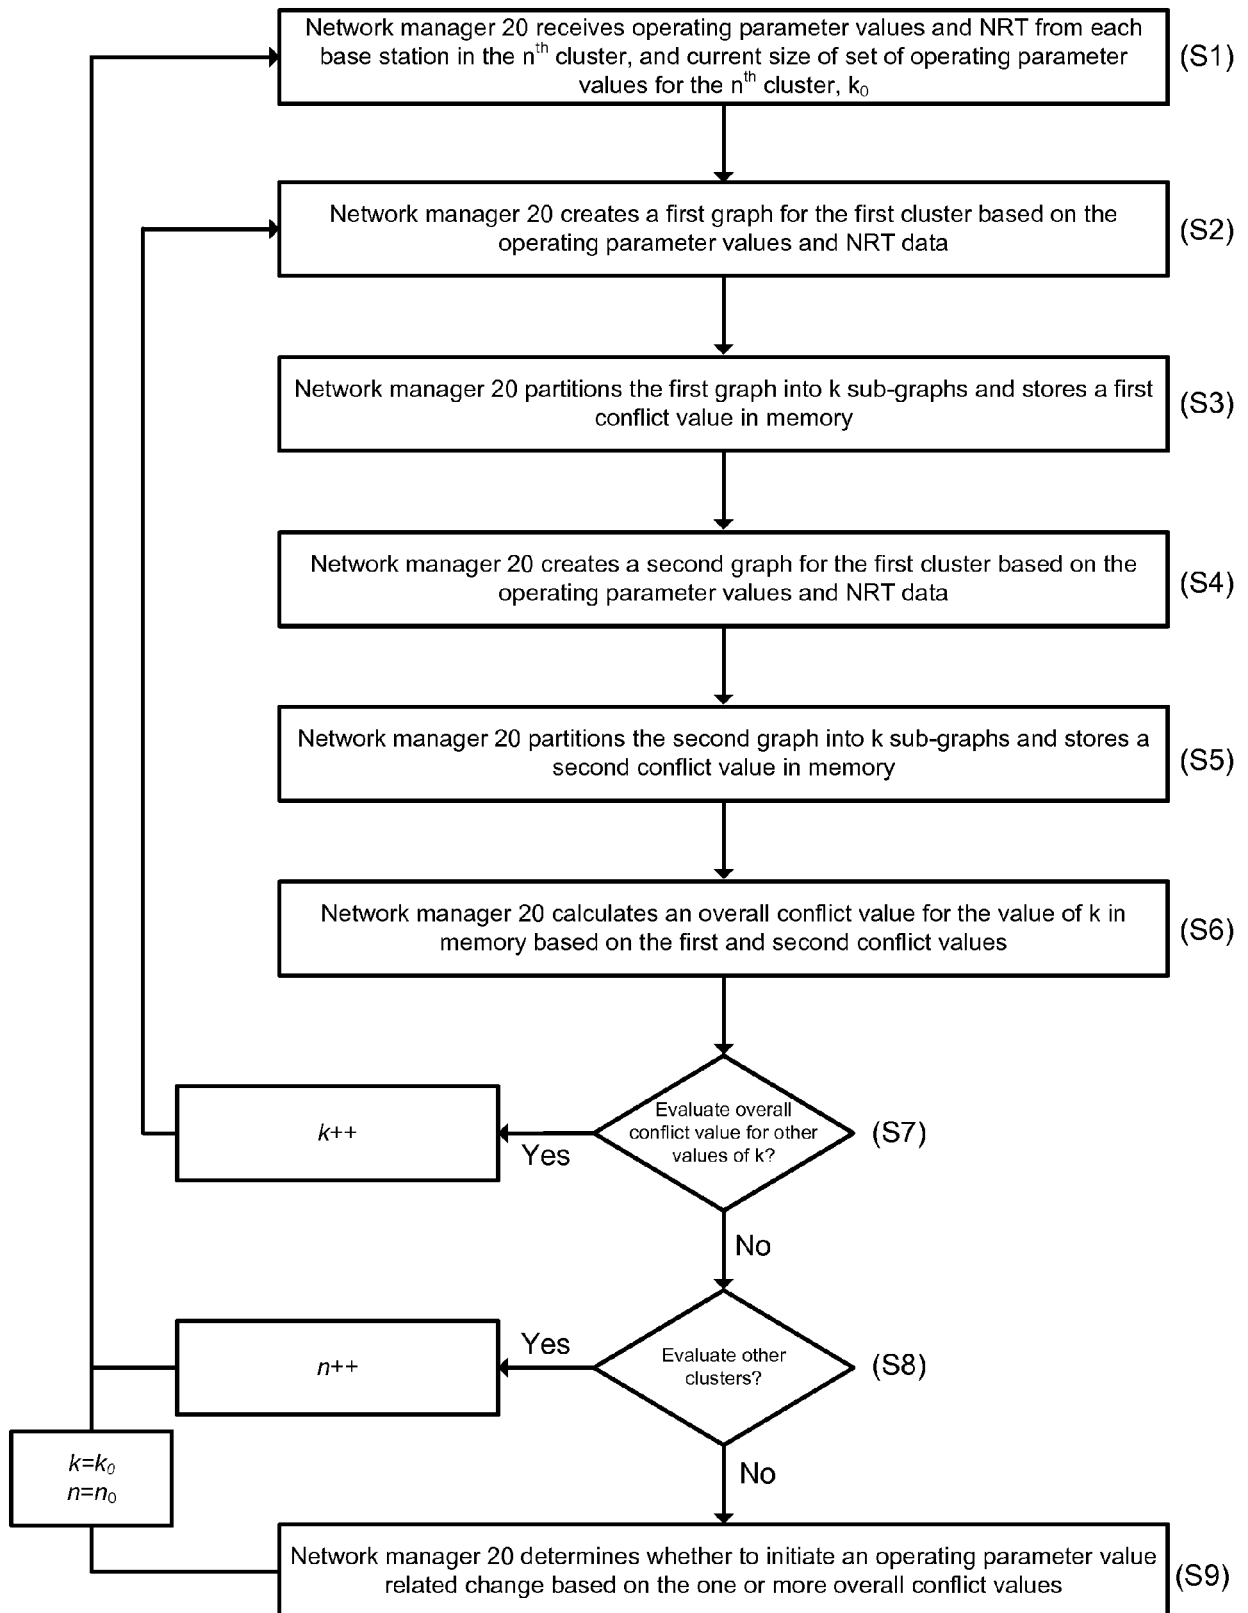 Network manager 20 receives operating parameter values and NRT from each
base station in the nth cluster, and current size of set of operating parameter
values for the nth cluster, k0
(S1)
Network manager 20 creates a first graph for the first cluster based on the
operating parameter values and NRT data
(S2)
Network manager 20 partitions the first graph into k sub-graphs and stores a first
conflict value in memory
(S3)
Network manager 20 creates a second graph for the first cluster based on the
operating parameter values and NRT data
(S4)
Network manager 20 partitions the second graph into k sub-graphs and stores a
second conflict value in memory
(S5)
Network manager 20 calculates an overall conflict value for the value of k in
memory based on the first and second conflict values
(S6)
Evaluate overall
conflict value for other
values of k?
(S7)
Yes
k++
No
Evaluate other
clusters?
(S8)
Yes
n++
k=k0
n=n0
No
Network manager 20 determines whether to initiate an operating parameter value
related change based on the one or more overall conflict values
(S9)